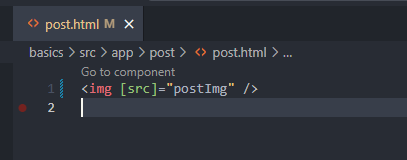 <> post.html M ×
basics > src > app > post > <> post.html > ...
Go to component
1 <img [src]="postImg" />
2